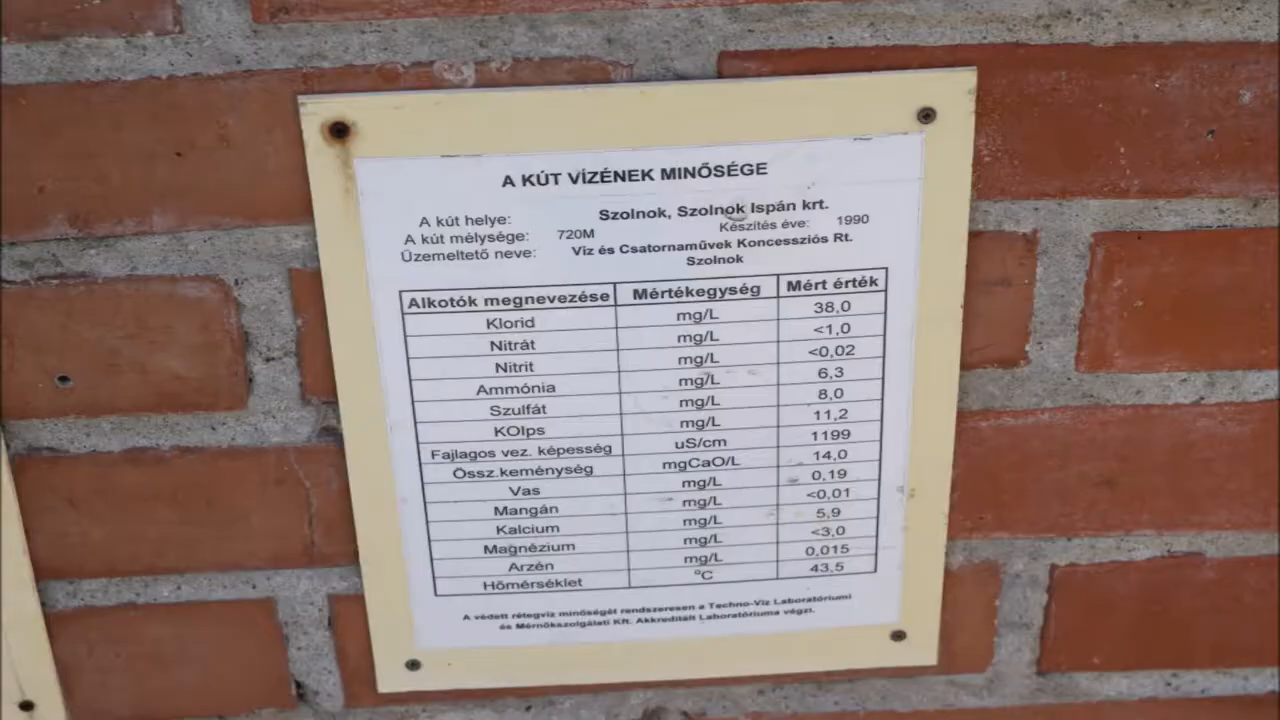 A KÚT VÍZÉNEK MINŐSÉGE
A kút helye: Szolnok, Szolnok Ispán krt.
A kút mélysége: 720M Készítés éve: 1990
Üzemeltető neve: Víz és Csatornaművek Koncessziós Rt.
Szolnok
Alkotók megnevezése Mértékegység Mért érték
Klorid mg/L 38,0
Nitrát mg/L <1,0
Nitrit mg/L <0,02
Ammónia mg/L 6,3
Szulfát mg/L 8,0
KOIps mg/L 11,2
Fajlagos vez. képesség uS/cm 1199
Össz.keménység mgCaO/L 14,0
Vas mg/L 0,19
Mangán mg/L <0,01
Kalcium mg/L 5,9
Magnézium mg/L <3,0
Arzén mg/L 0,015
Hőmérséklet °C 43,5
A védett rétegvíz minőségét rendszeresen a Techno-Víz Laboratóriumi
és Mérnökszolgálati KFt. Akkreditált Laboratóriuma végzi.